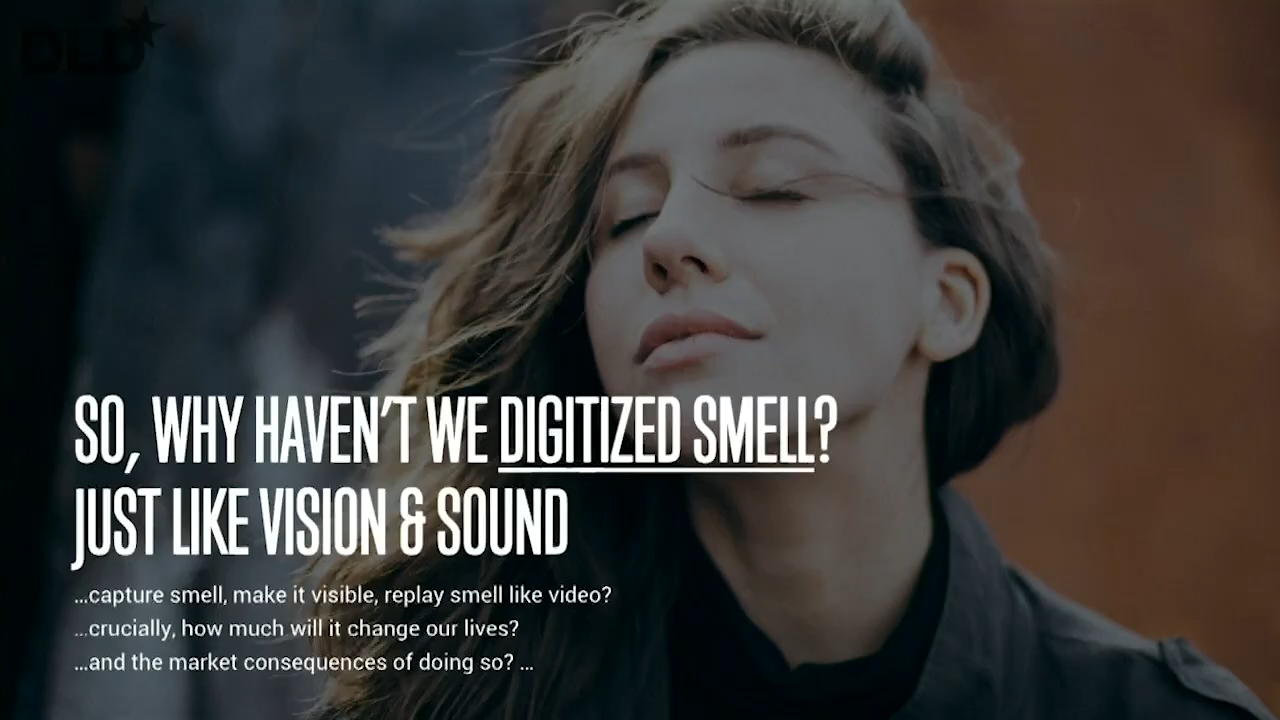 DLD
SO, WHY HAVEN'T WE DIGITIZED SMELL?
JUST LIKE VISION & SOUND
...capture smell, make it visible, replay smell like video?
...crucially, how much will it change our lives?
...and the market consequences of doing so? ...